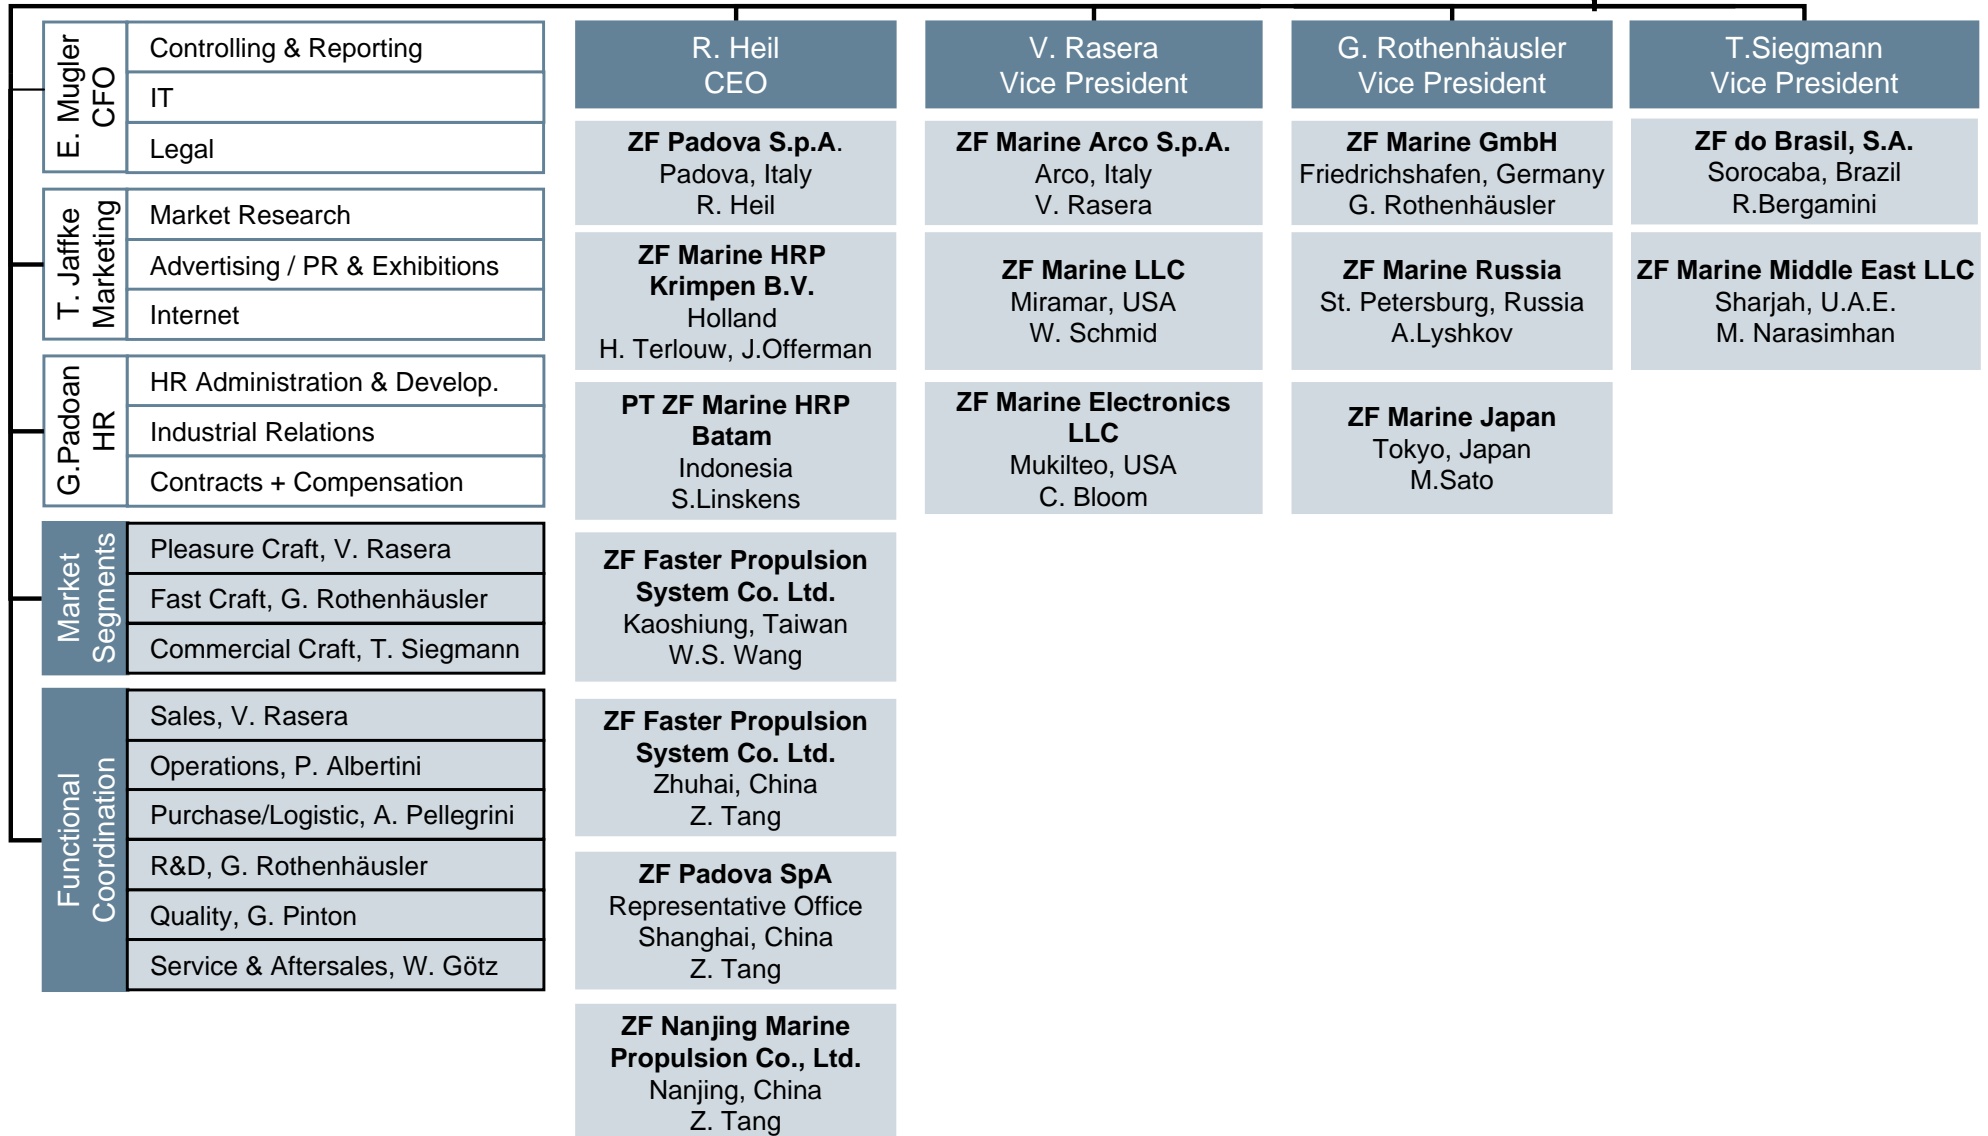 E. Mugler
CFO
Controlling & Reporting
IT
Legal
T. Jaffke
Marketing
Market Research
Advertising / PR & Exhibitions
Internet
G.Padoan
HR
HR Administration & Develop.
Industrial Relations
Contracts + Compensation
Market
Segments
Pleasure Craft, V. Rasera
Fast Craft, G. Rothenhäusler
Commercial Craft, T. Siegmann
Functional
Coordination
Sales, V. Rasera
Operations, P. Albertini
Purchase/Logistic, A. Pellegrini
R&D, G. Rothenhäusler
Quality, G. Pinton
Service & Aftersales, W. Götz
R. Heil
CEO
ZF Padova S.p.A.
Padova, Italy
R. Heil
ZF Marine HRP
Krimpen B.V.
Holland
H. Terlouw, J.Offerman
PT ZF Marine HRP
Batam
Indonesia
S.Linskens
ZF Faster Propulsion
System Co. Ltd.
Kaoshiung, Taiwan
W.S. Wang
ZF Faster Propulsion
System Co. Ltd.
Zhuhai, China
Z. Tang
ZF Padova SpA
Representative Office
Shanghai, China
Z. Tang
ZF Nanjing Marine
Propulsion Co., Ltd.
Nanjing, China
Z. Tang
V. Rasera
Vice President
ZF Marine Arco S.p.A.
Arco, Italy
V. Rasera
ZF Marine LLC
Miramar, USA
W. Schmid
ZF Marine Electronics
LLC
Mukilteo, USA
C. Bloom
G. Rothenhäusler
Vice President
ZF Marine GmbH
Friedrichshafen, Germany
G. Rothenhäusler
ZF Marine Russia
St. Petersburg, Russia
A.Lyshkov
ZF Marine Japan
Tokyo, Japan
M.Sato
T.Siegmann
Vice President
ZF do Brasil, S.A.
Sorocaba, Brazil
R.Bergamini
ZF Marine Middle East LLC
Sharjah, U.A.E.
M. Narasimhan